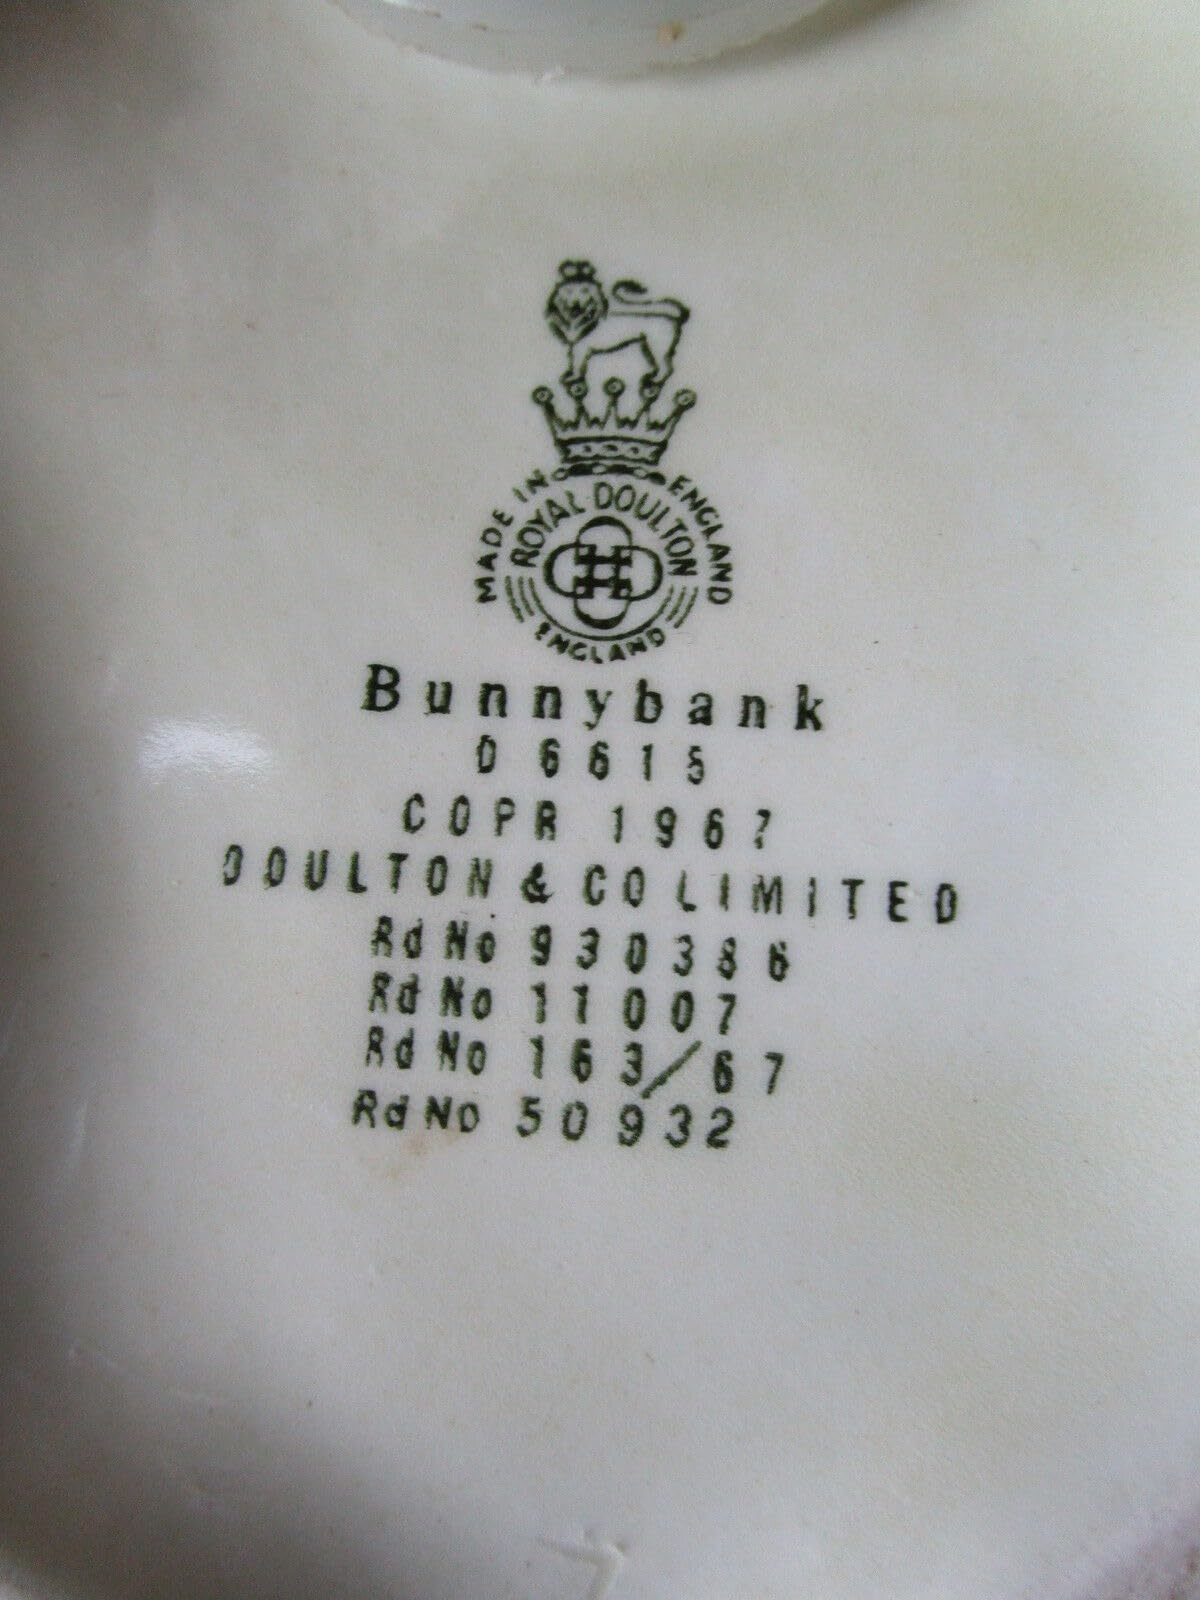 MADE IN ENGLAND
ROYAL DOULTON
ENGLAND
Bunnybank
D 6615
COPR 1967
DOULTON & CO LIMITED
Rd No 930386
Rd No 11007
Rd No 163/67
Rd No 50932